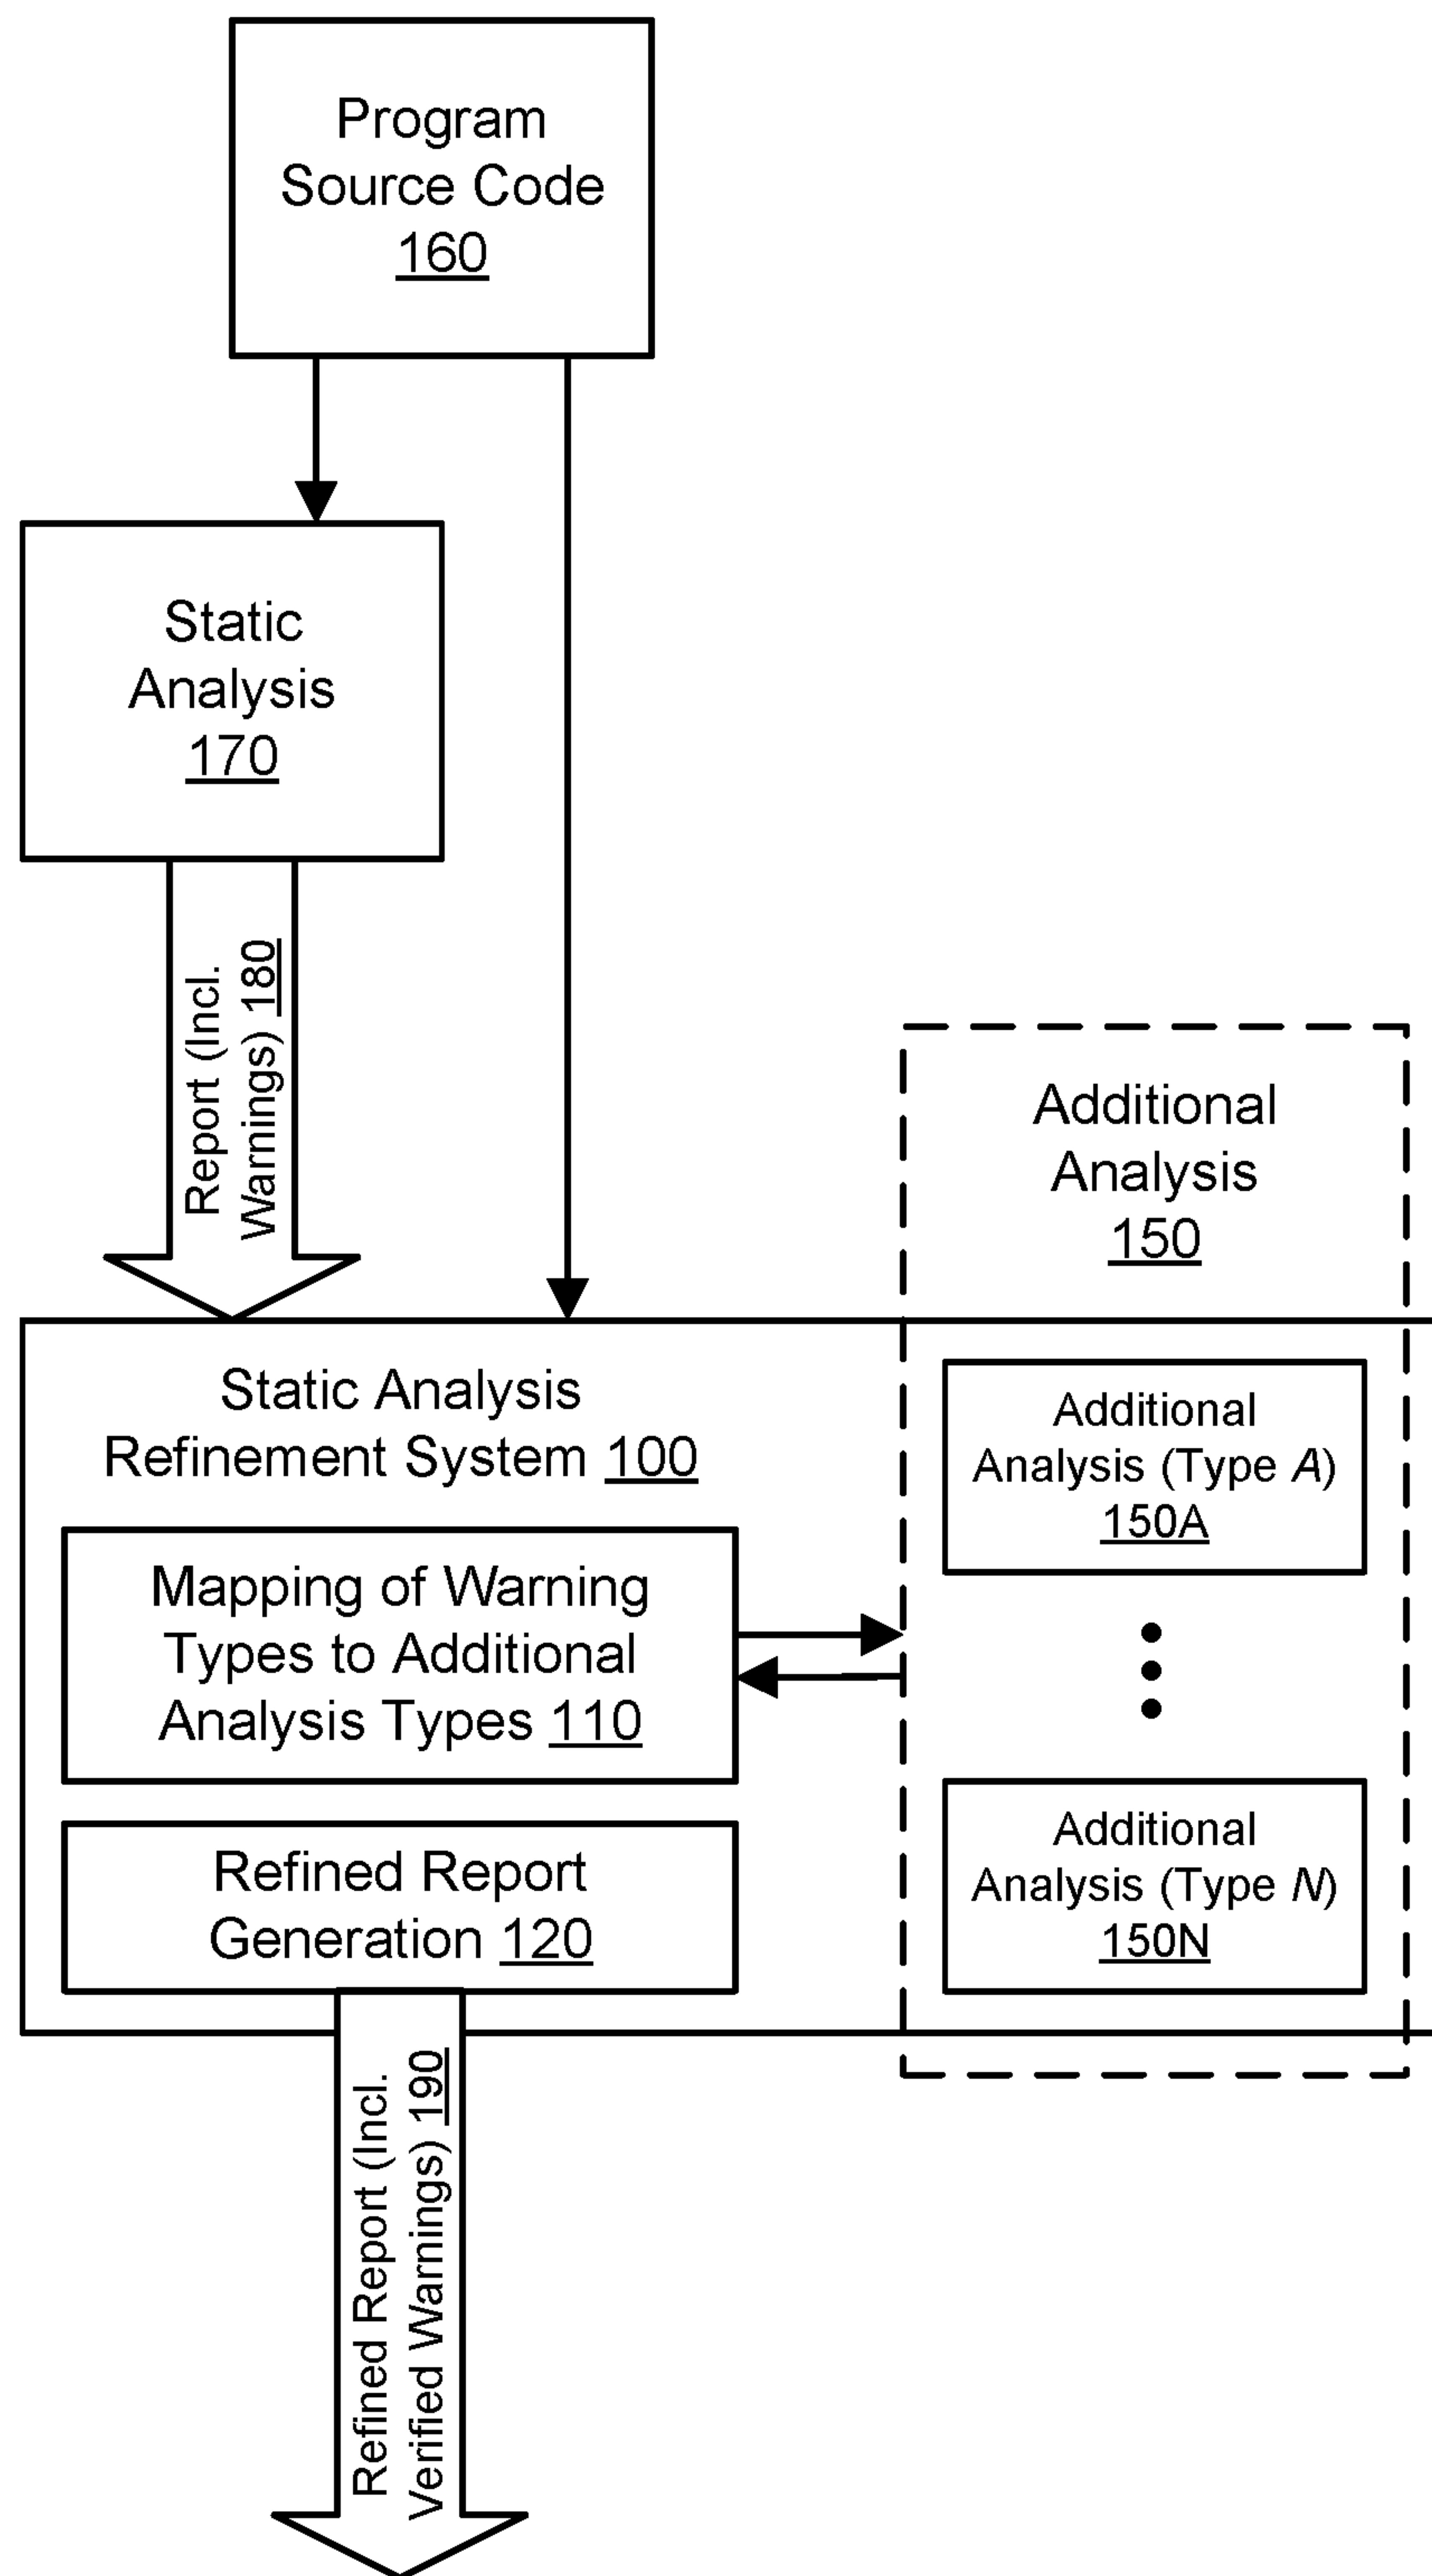 Program
Source Code
160
Static
Analysis
170
Report (Incl.
Warnings) 180
Additional
Analysis
150
Static Analysis
Refinement System 100
Mapping of Warning
Types to Additional
Analysis Types 110
Refined Report
Generation 120
Additional
Analysis (Type A)
150A
Additional
Analysis (Type N)
150N
Refined Report (Incl.
Verified Warnings) 190